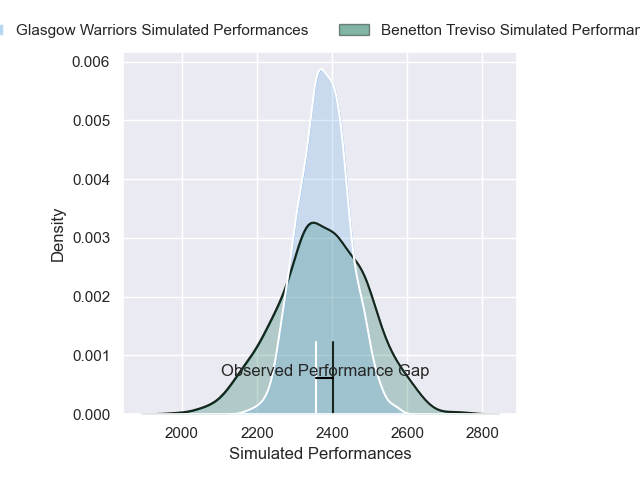 Glasgow Warriors Simulated Performances
Benetton Treviso Simulated
0.006
0.005
0.004
0.003
0.002
0.001
0.000
Density
Observed Performance Gap
2000 2200 2400 2600 2800
Simulated Performances